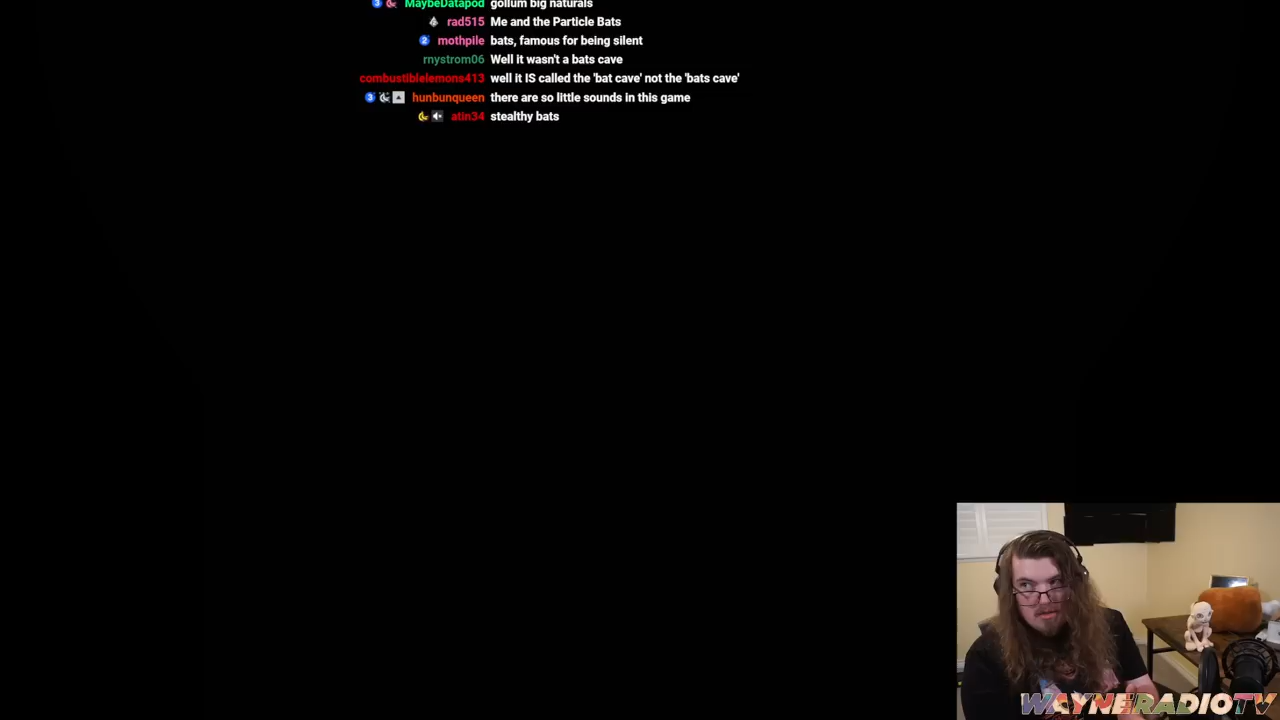 MaybeDatapod gollum big naturals
rad515 Me and the Particle Bats
mothpile bats, famous for being silent
rnystrom06 Well it wasn't a bats cave
combustiblelemons413 well it IS called the 'bat cave' not the 'bats cave'
hunbunqueen there are so little sounds in this game
atin34 stealthy bats
WAYNERADIOTV